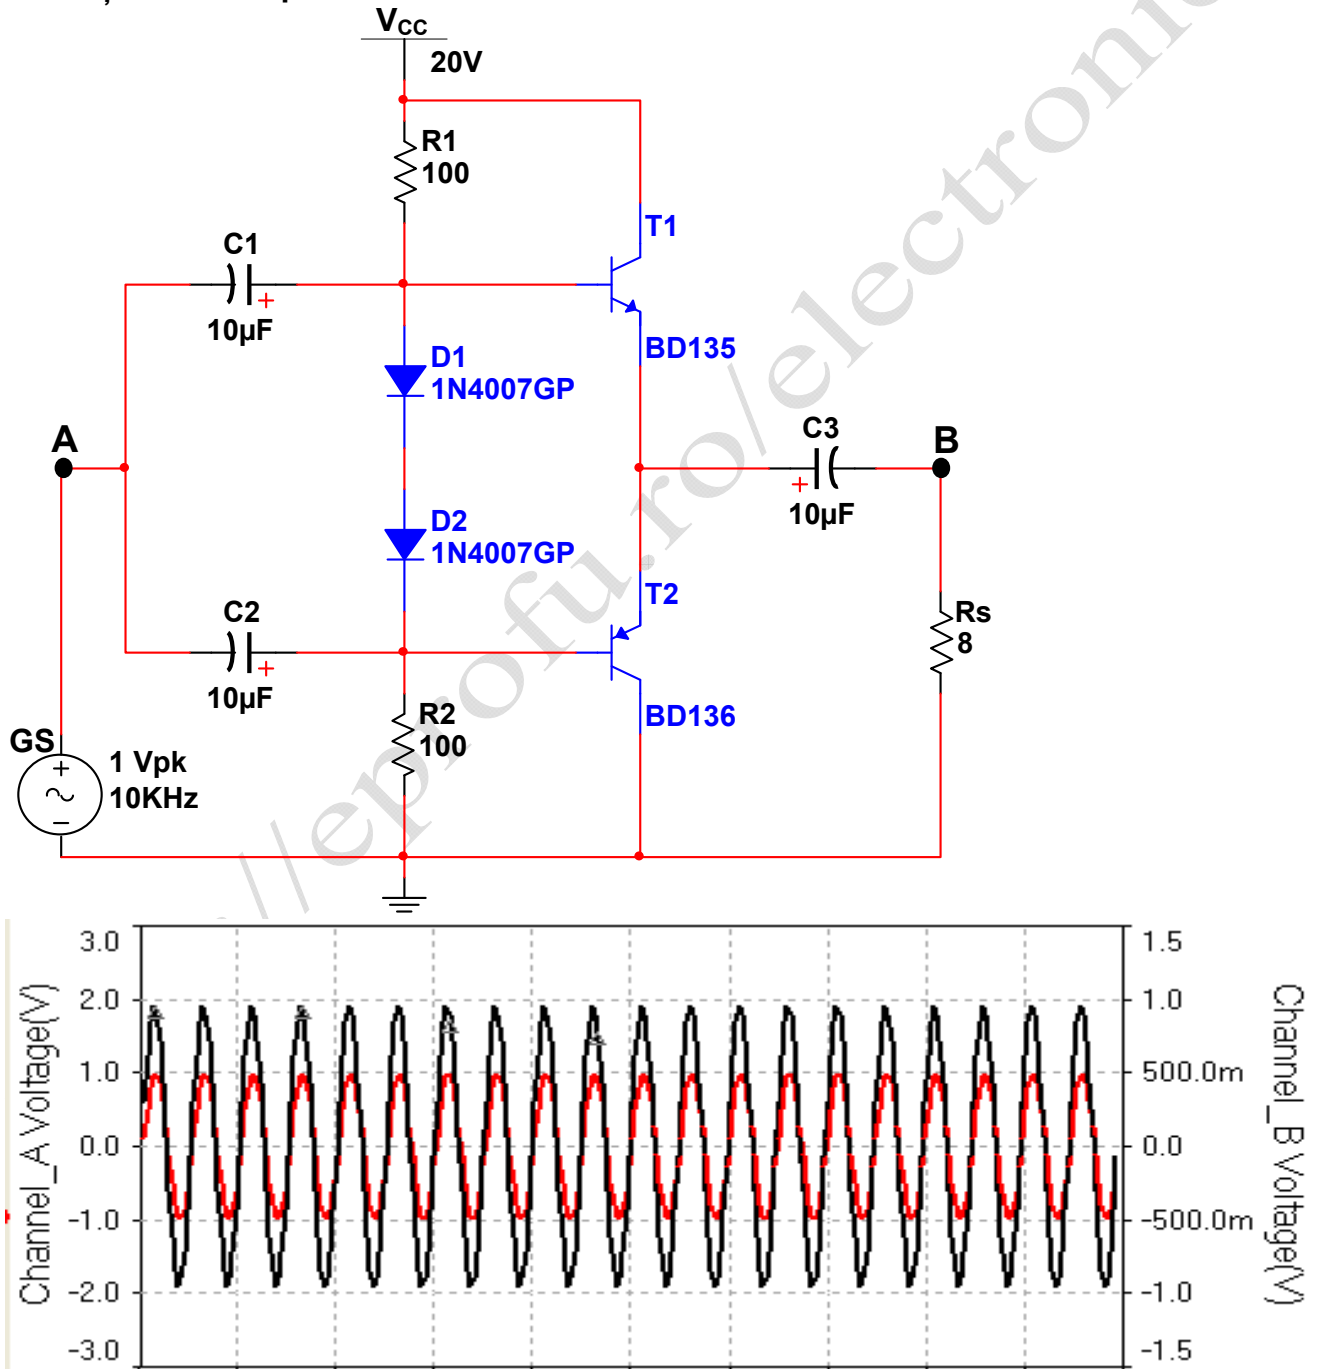 VCC
20V
R1
100
T1
C1
10µF
BD135
D1
1N4007GP
A
C3
B
10µF
D2
1N4007GP
T2
C2
Rs
8
10µF
R2
100
BD136
GS
1 Vpk
10KHz
//eprofu.ro/electroni
3.0
2.0
1.0
0.0
-1.0
-2.0
-3.0
Channel_A Voltage(V)
1.5
1.0
500.0m
0.0
-500.0m
-1.0
-1.5
Channel_B Voltage(V)